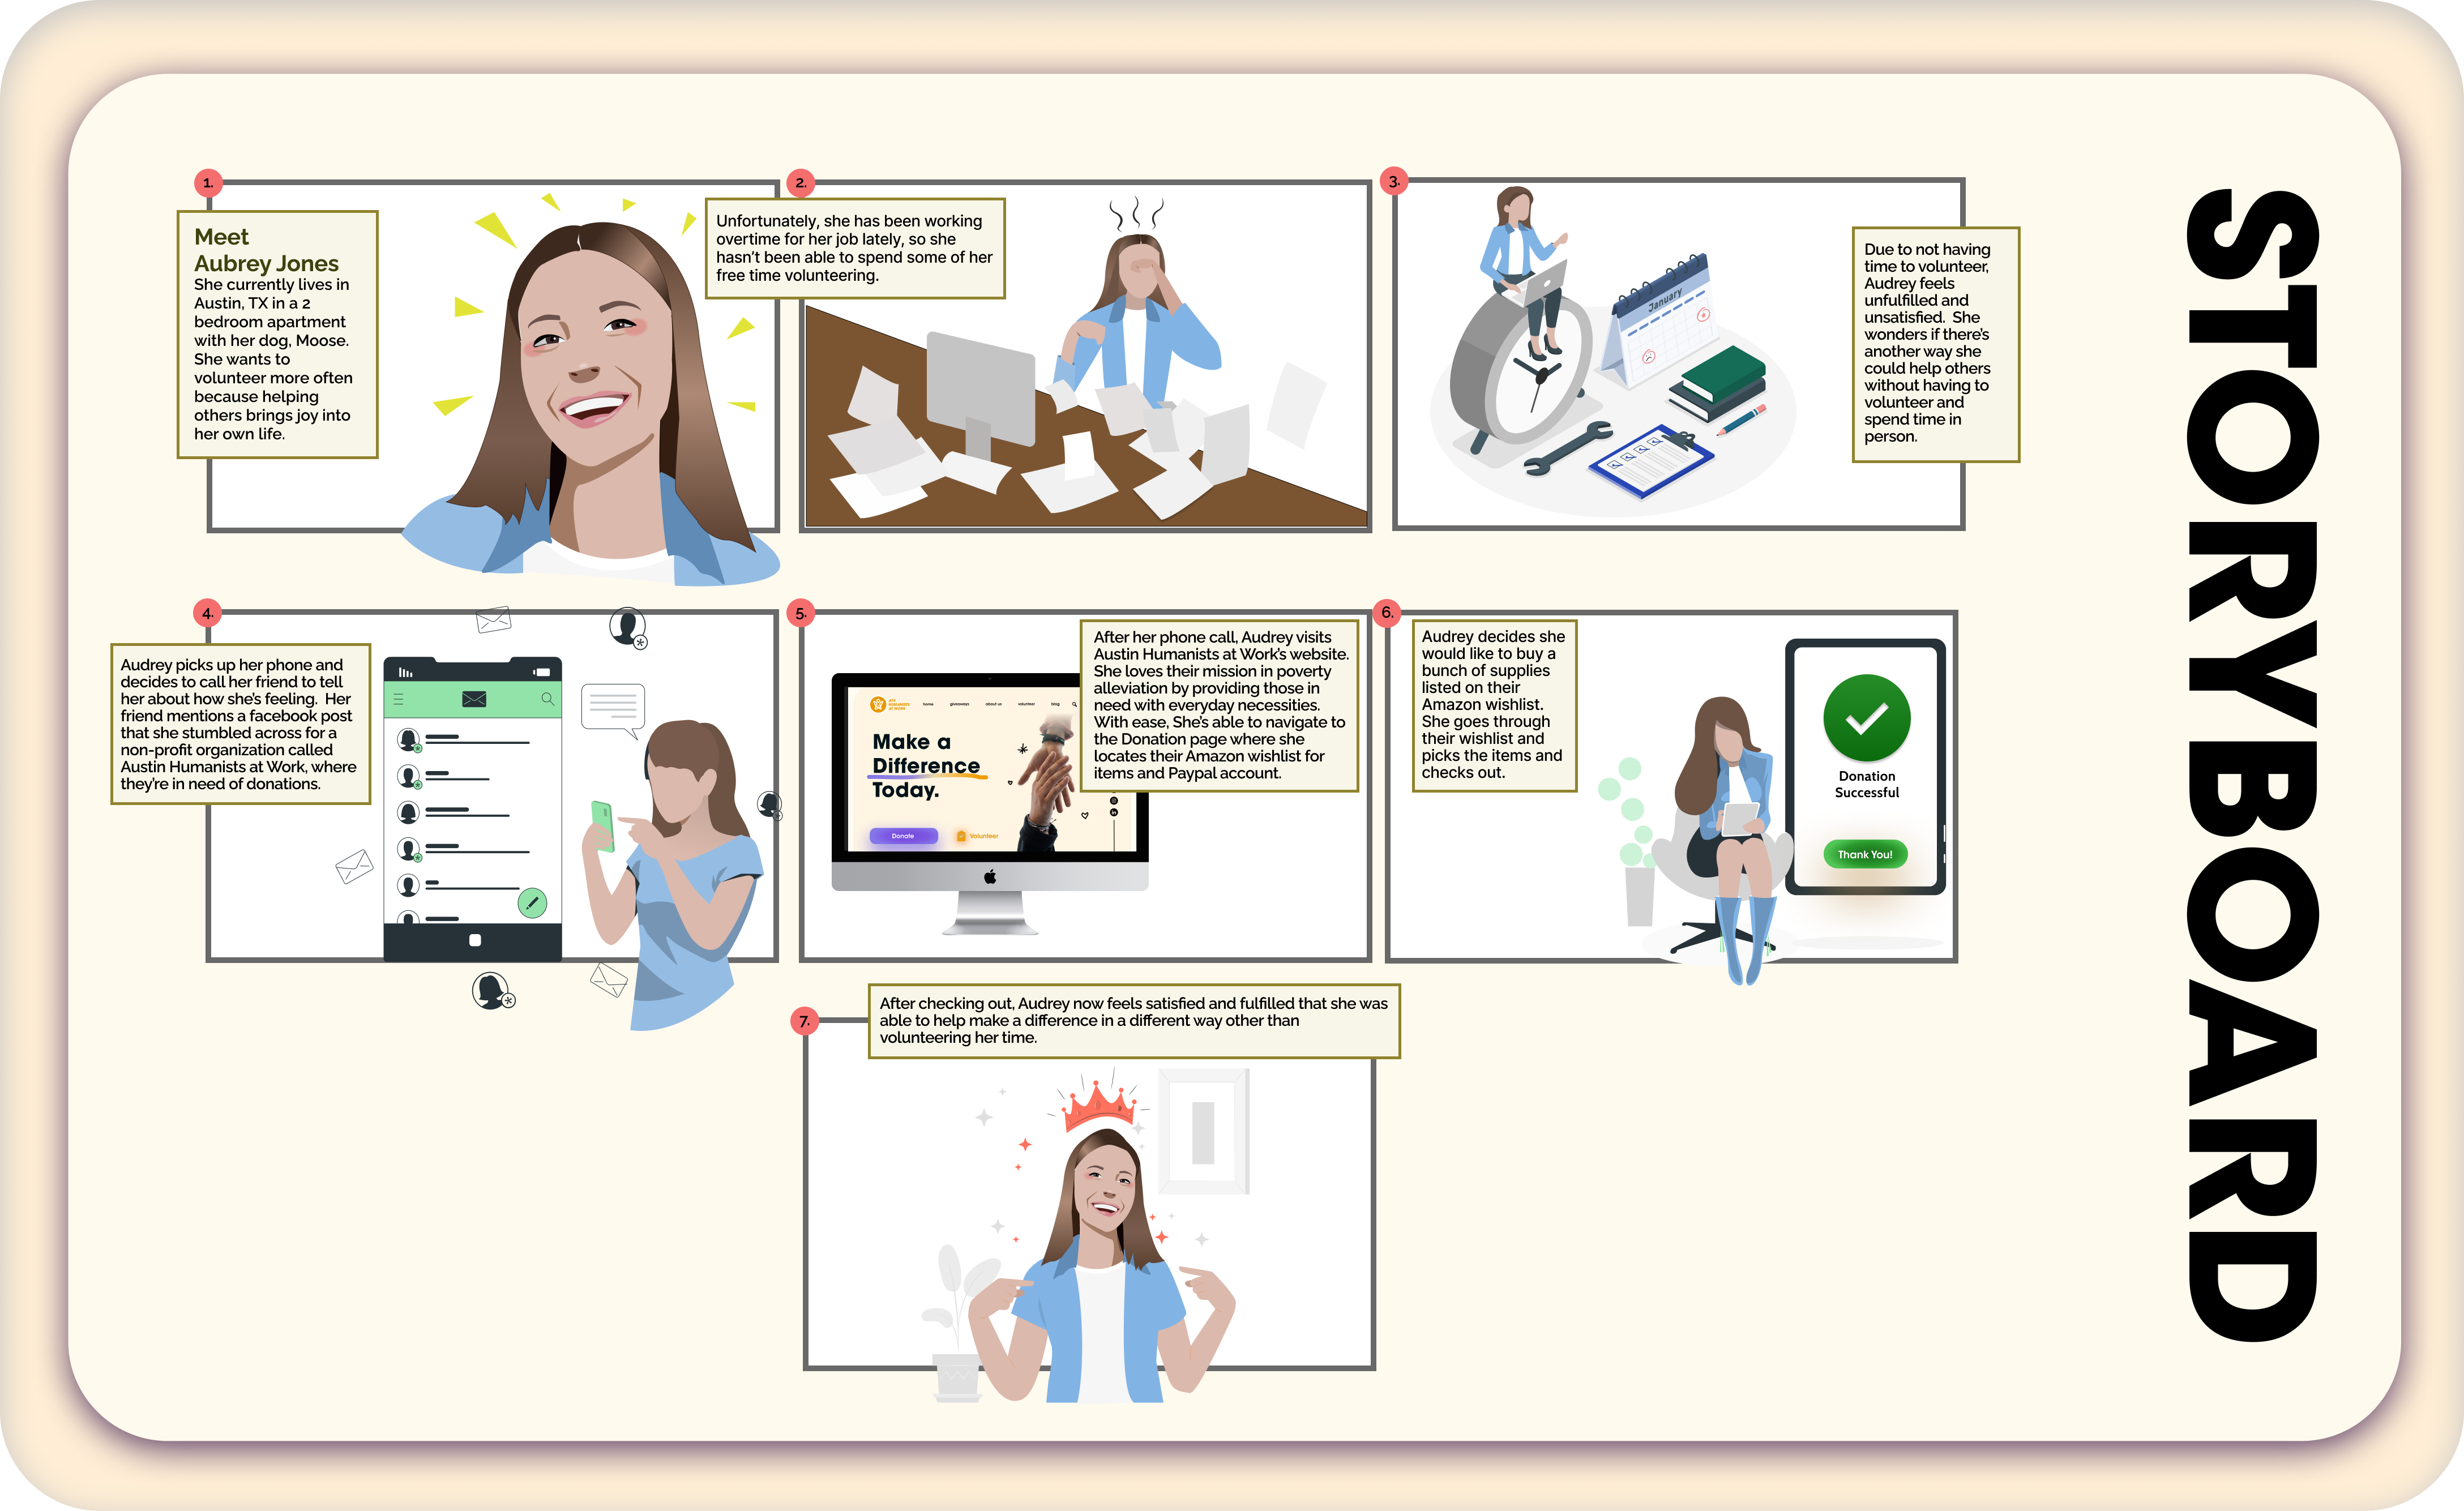 1.
Meet
Aubrey Jones
She currently lives in
Austin, TX in a 2
bedroom apartment
with her dog, Moose.
She wants to
volunteer more often
because helping
others brings joy into
her own life.
2.
Unfortunately, she has been working
overtime for her job lately, so she
hasn't been able to spend some of her
free time volunteering.
3.
January
Due to not having
time to volunteer,
Audrey feels
unfulfilled and
unsatisfied.  She
wonders if there's
another way she
could help others
without having to
volunteer and
spend time in
person.
4.
Audrey picks up her phone and
decides to call her friend to tell
her about how she's feeling.  Her
friend mentions a facebook post
that she stumbled across for a
non-profit organization called
Austin Humanists at Work, where
they're in need of donations.
5.
After her phone call, Audrey visits
Austin Humanists at Work's website.
She loves their mission in poverty
alleviation by providing those in
need with everyday necessities.
With ease, She's able to navigate to
the Donation page where she
locates their Amazon wishlist for
items and Paypal account.
ATX
HUMANISTS
AT WORK
home giveaways about us volunteer blog
Make a
Difference
Today.
Donate
Volunteer
6.
Audrey decides she
would like to buy a
bunch of supplies
listed on their
Amazon wishlist.
She goes through
their wishlist and
picks the items and
checks out.
Donation
Successful
Thank You!
7.
After checking out, Audrey now feels satisfied and fulfilled that she was
able to help make a difference in a different way other than
volunteering her time.
STORYBOARD